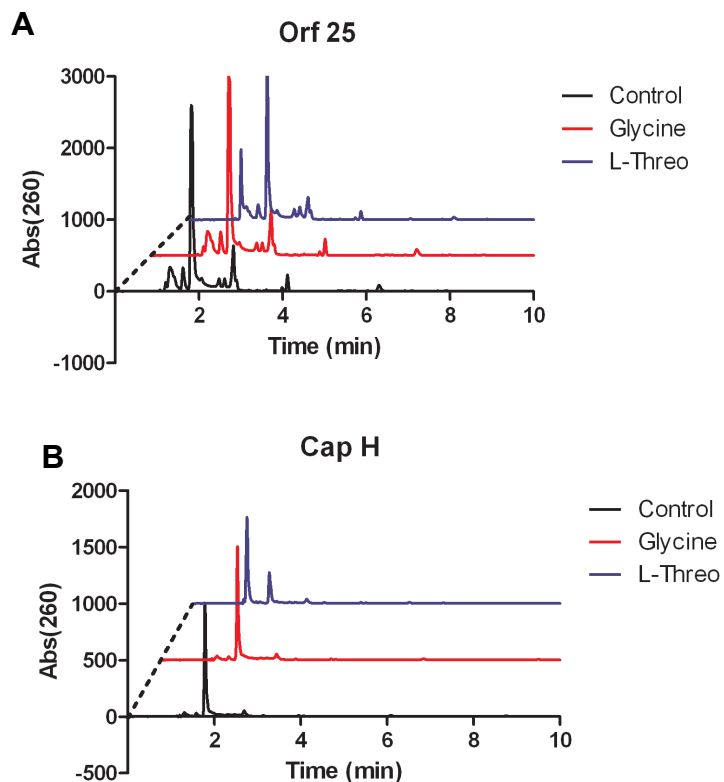 A
Orf 25
3000
2000
1000
0
-1000
Abs(260)
2
4
6
8
10
Time (min)
Control
Glycine
L-Threo
B
Cap H
2000
1500
1000
500
0
-500
Abs(260)
2
4
6
8
10
Time (min)
Control
Glycine
L-Threo